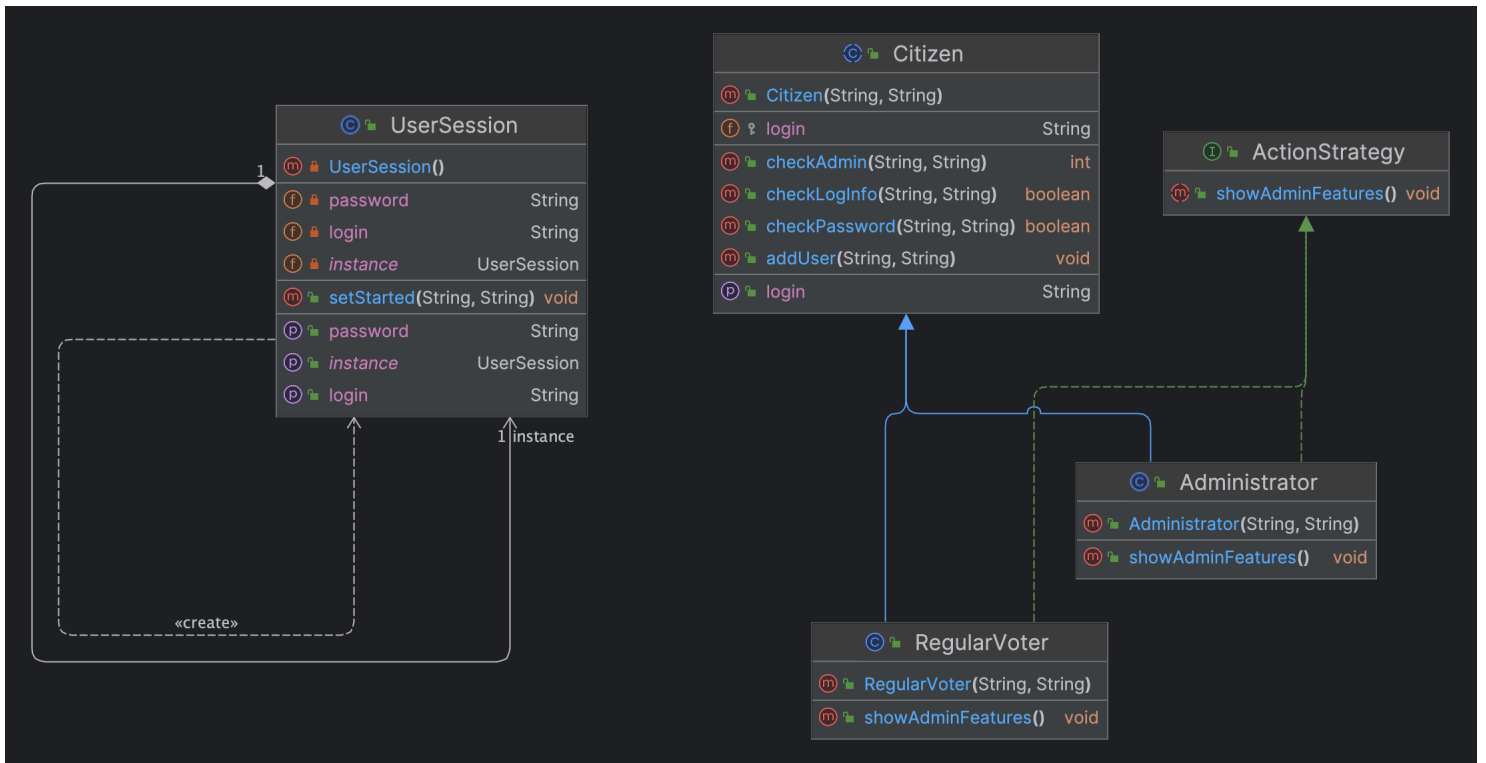 UserSession
UserSession()
password String
login String
instance UserSession
setStarted(String, String) void
password String
instance UserSession
login String
1
1 instance
«create»
Citizen
Citizen(String, String)
login String
checkAdmin(String, String) int
checkLogInfo(String, String) boolean
checkPassword(String, String) boolean
addUser(String, String) void
login String
ActionStrategy
showAdminFeatures() void
Administrator
Administrator(String, String)
showAdminFeatures() void
RegularVoter
RegularVoter(String, String)
showAdminFeatures() void